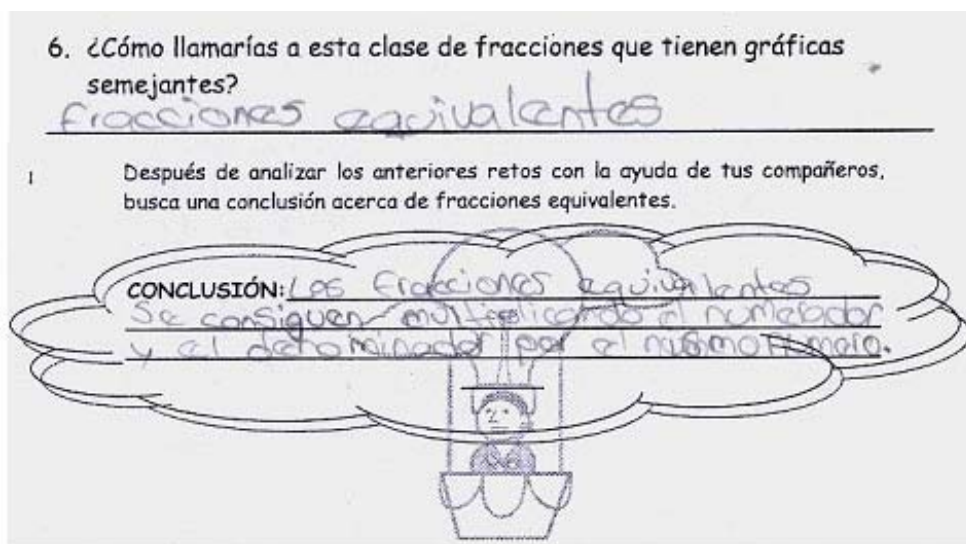 6. ¿Cómo llamarías a esta clase de fracciones que tienen gráficas
semejantes?
fracciones equivalentes
1 Después de analizar los anteriores retos con la ayuda de tus compañeros,
busca una conclusión acerca de fracciones equivalentes.
CONCLUSIÓN: Las fracciones equivalentes
se consiguen multiplicando el numerador
y el denominador por el mismo numero.